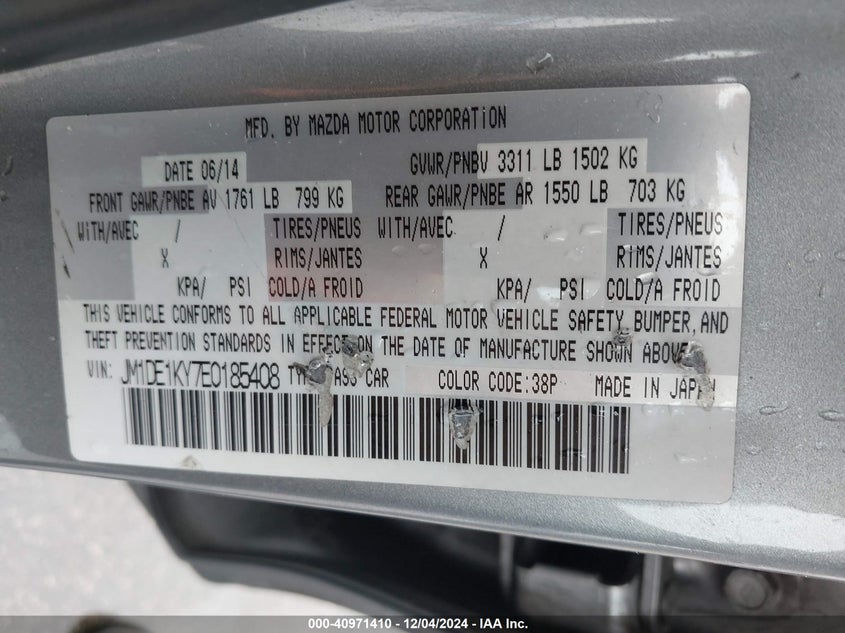 MFD. BY MAZDA MOTOR CORPORATION
DATE 06/14 GVWR/PNBV 3311 LB 1502 KG
FRONT GAWR/PNBE AV 1761 LB 799 KG REAR GAWR/PNBE AR 1550 LB 703 KG
WITH/AVEC / TIRES/PNEUS WITH/AVEC / TIRES/PNEUS
X RIMS/JANTES X RIMS/JANTES
KPA/ PSI COLD/A FROID KPA/ PSI COLD/A FROID
THIS VEHICLE CONFORMS TO ALL APPLICABLE FEDERAL MOTOR VEHICLE SAFETY, BUMPER, AND
THEFT PREVENTION STANDARDS IN EFFECT ON THE DATE OF MANUFACTURE SHOWN ABOVE.
VIN: JM1DE1KY7E0185408 CAR COLOR CODE:38P MADE IN JAPAN
000-40971410 - 12/04/2024 - IAA Inc.